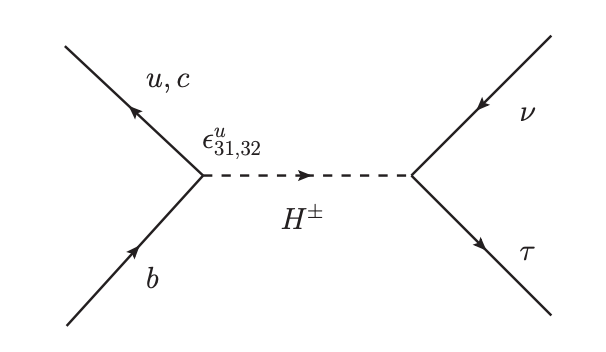 u, c
ν
ϵ^u_{31,32}
H^±
τ
b